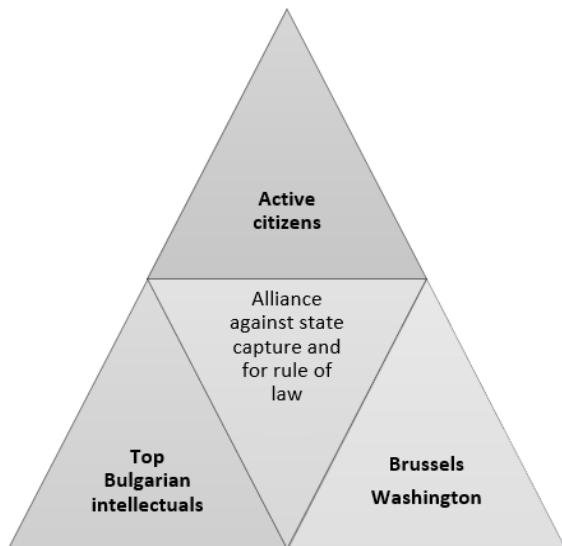 Active
citizens
Alliance
against state
capture and
for rule of
law
Top
Bulgarian
intellectuals
Brussels
Washington